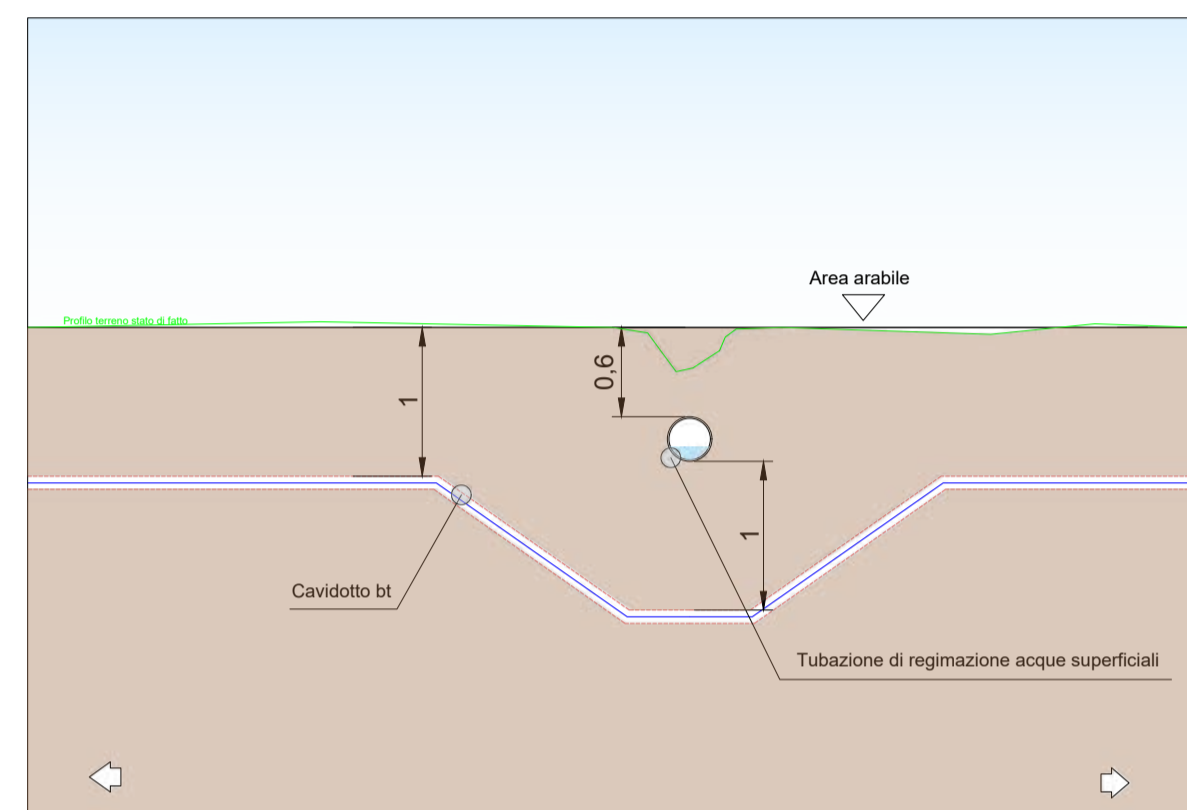 Area arabile
Profilo terreno stato di fatto
1
0,6
1
Cavidotto bt
Tubazione di regimazione acque superficiali